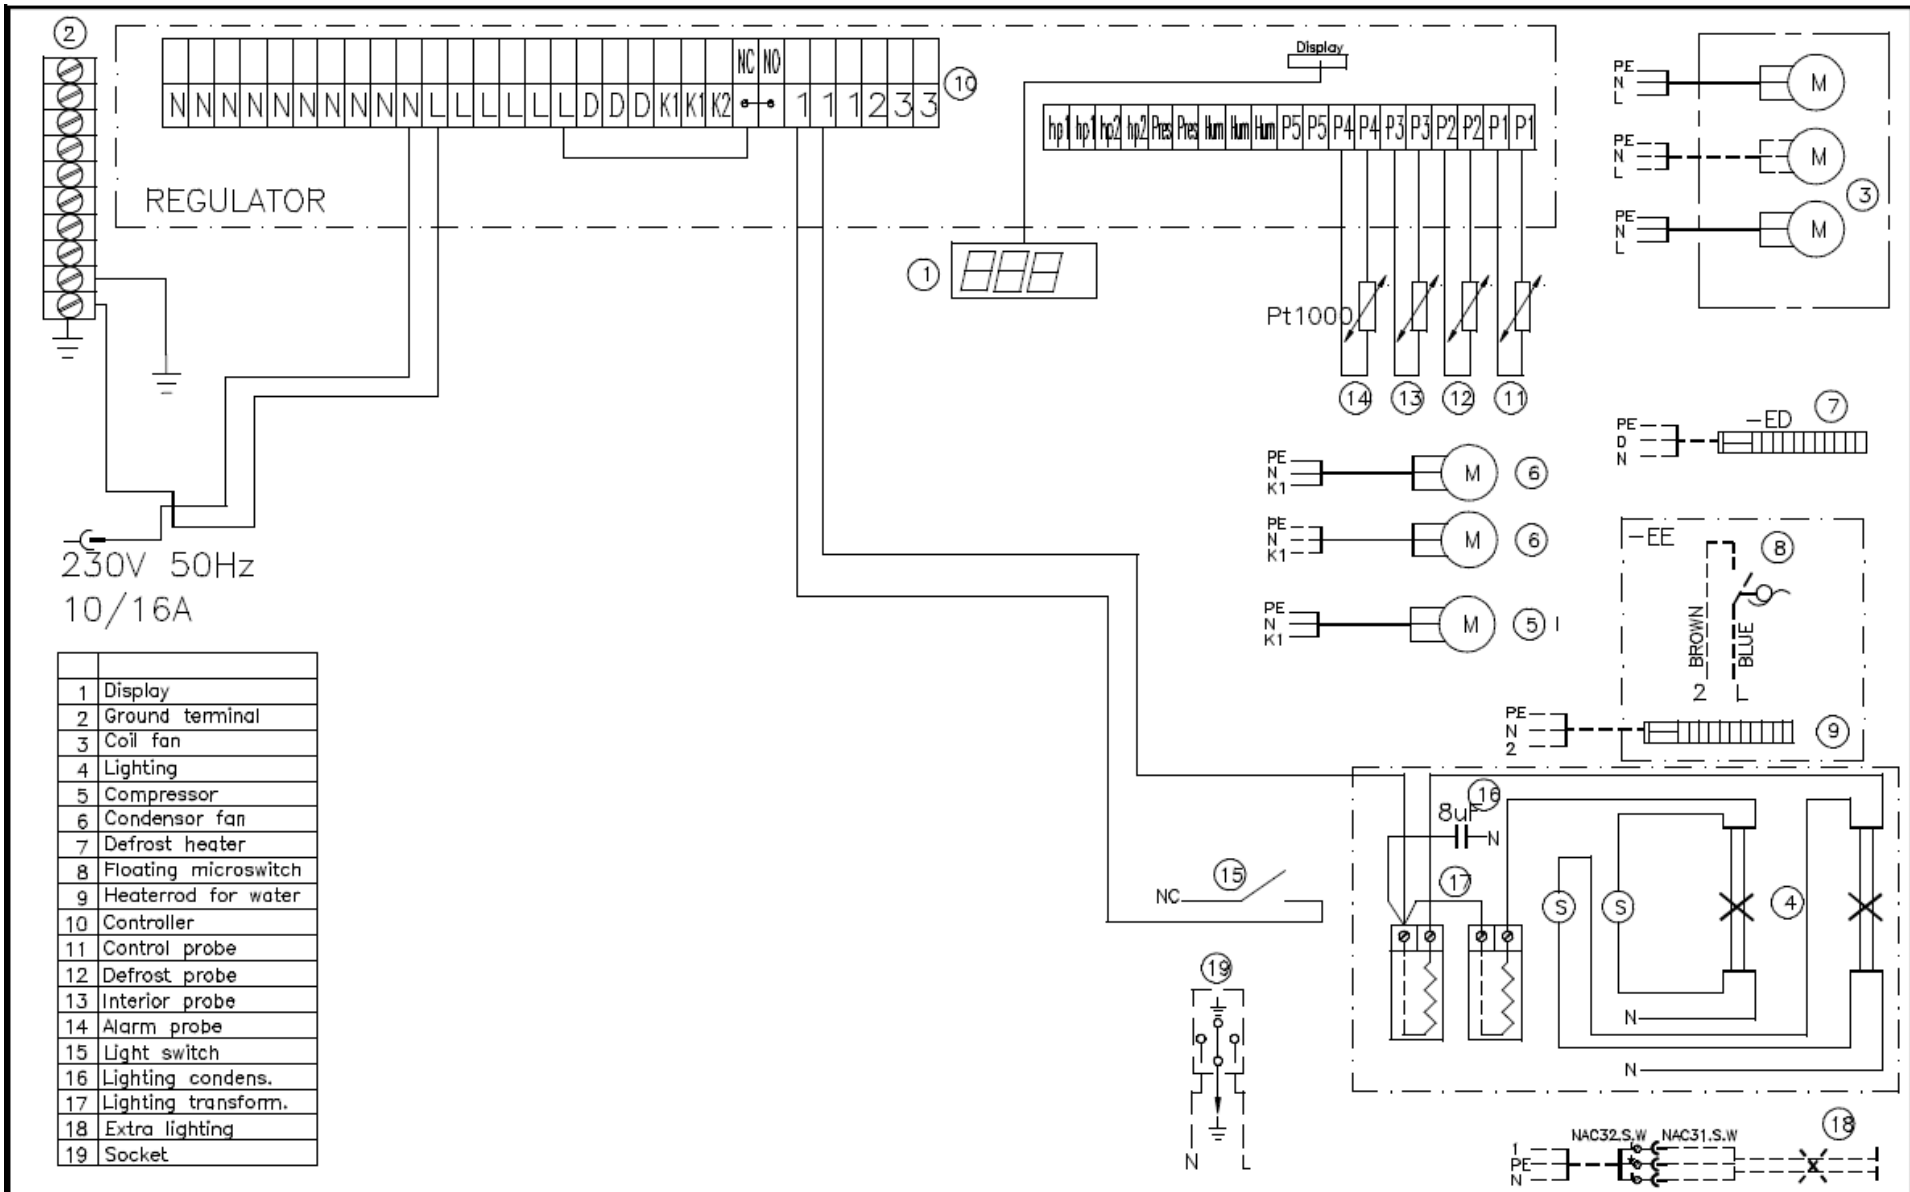 2
NC NO
N N N N N N N N N N L L L L L L D D D K1 K1 K2 1 1 1 2 3 3
10
REGULATOR
Display
hp1 hp1 hp2 hp2 Pres Pres Hum Hum Hum P5 P5 P4 P4 P3 P3 P2 P2 P1 P1
1
Pt1000
14 13 12 11
PE
N
L
M
PE
N
L
M
3
PE
N
L
M
PE
D
N
-ED
7
PE
N
K1
M
6
PE
N
K1
M
6
PE
N
K1
M
5 I
-EE
8
BROWN
BLUE
2 L
PE
N
2
9
230V 50Hz
10/16A
1 Display
2 Ground terminal
3 Coil fan
4 Lighting
5 Compressor
6 Condensor fan
7 Defrost heater
8 Floating microswitch
9 Heaterrod for water
10 Controller
11 Control probe
12 Defrost probe
13 Interior probe
14 Alarm probe
15 Light switch
16 Lighting condens.
17 Lighting transform.
18 Extra lighting
19 Socket
16
8uF
N
17
NC
15
S S
4
N
N
19
N L
18
NAC32.S.W NAC31.S.W
1
PE
N